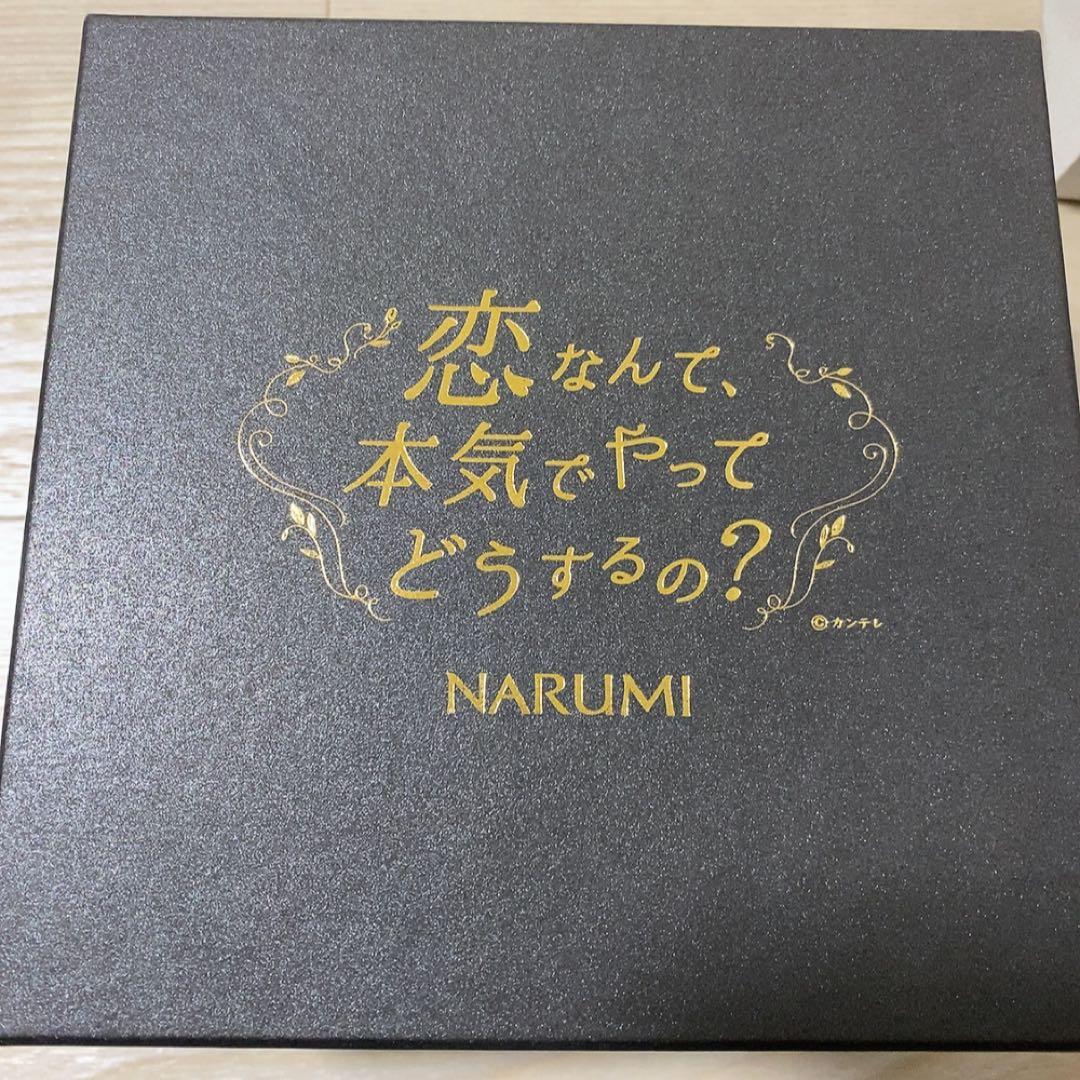 恋なんて、
本気でやって
どうするの?
©カンテレ
NARUMI